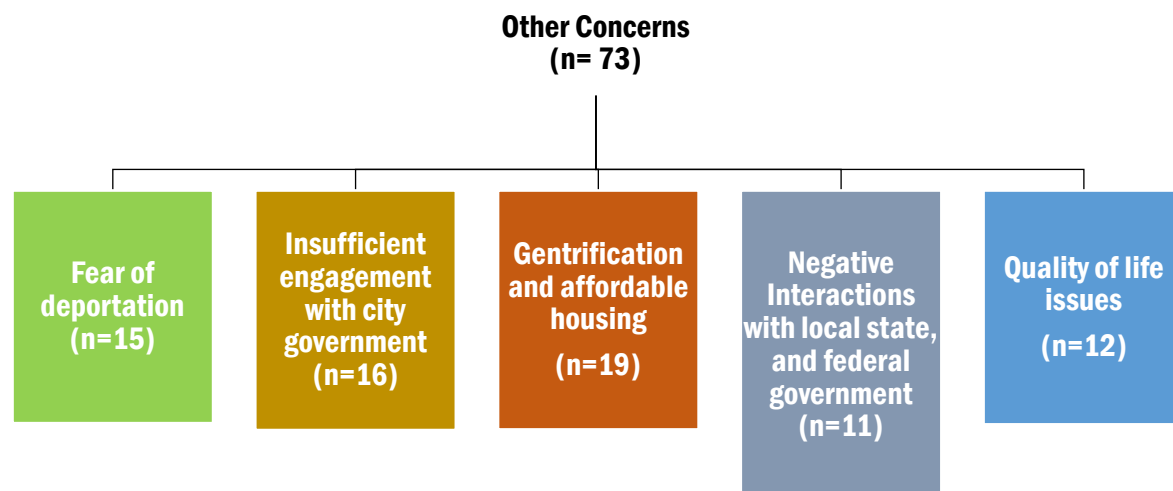 Other Concerns
(n= 73)
Fear of
deportation
(n=15)
Insufficient
engagement
with city
government
(n=16)
Gentrification
and affordable
housing
(n=19)
Negative
Interactions
with local state,
and federal
government
(n=11)
Quality of life
issues
(n=12)